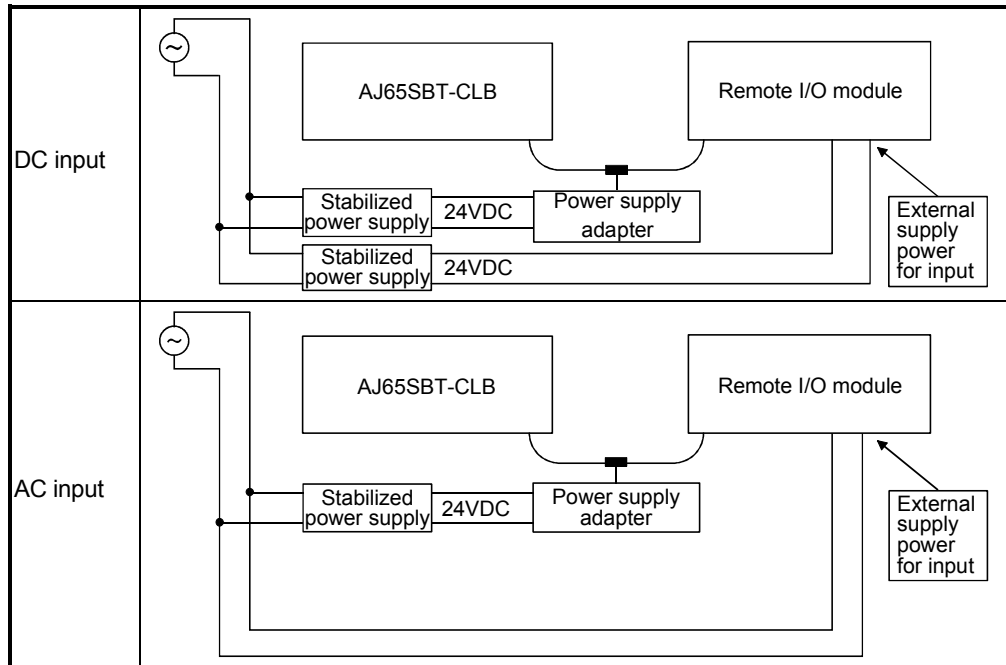 DC input
~
AJ65SBT-CLB
Remote I/O module
Stabilized
power supply
24VDC
Power supply
adapter
Stabilized
power supply
24VDC
External
supply
power
for input
AC input
~
AJ65SBT-CLB
Remote I/O module
Stabilized
power supply
24VDC
Power supply
adapter
External
supply
power
for input